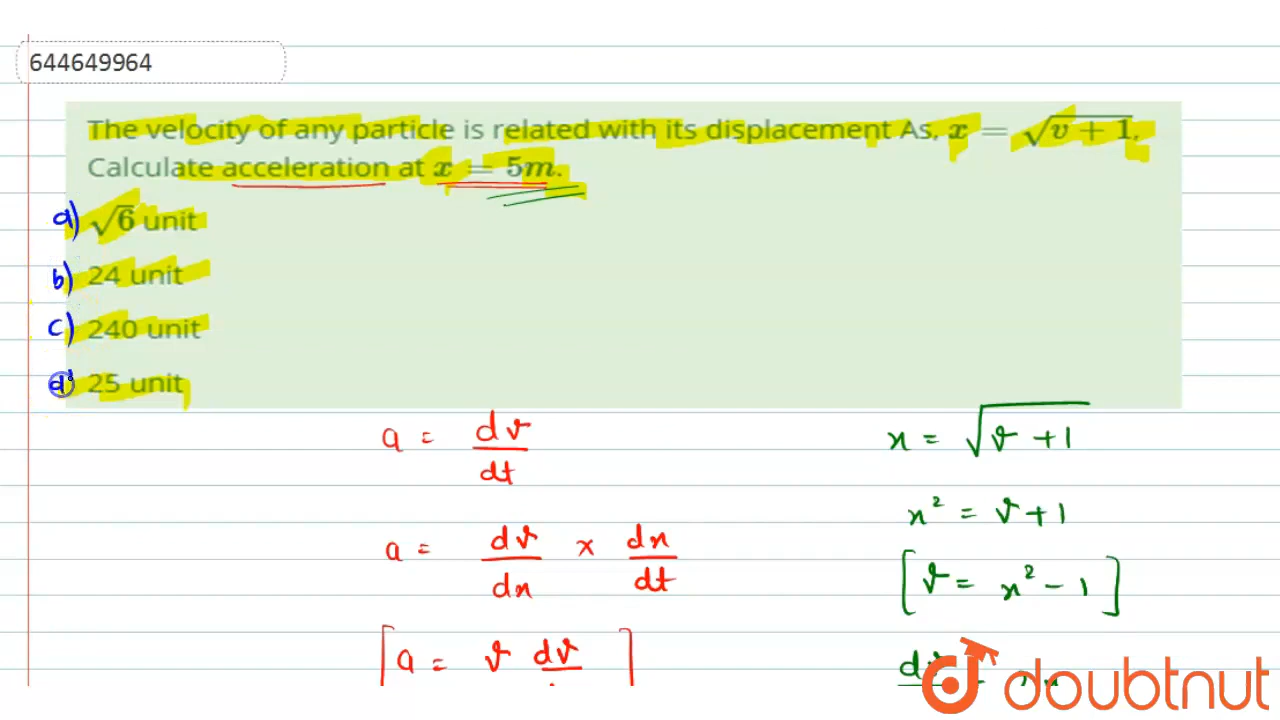 644649964
The velocity of any particle is related with its displacement As, x = √(v + 1),
Calculate acceleration at x = 5m.
a) √6 unit
b) 24 unit
c) 240 unit
d) 25 unit
a = dv/dt
x = √(v + 1)
x² = v + 1
a = dv/dx × dx/dt
[v = x² - 1]
[a = v dv
doubtnut